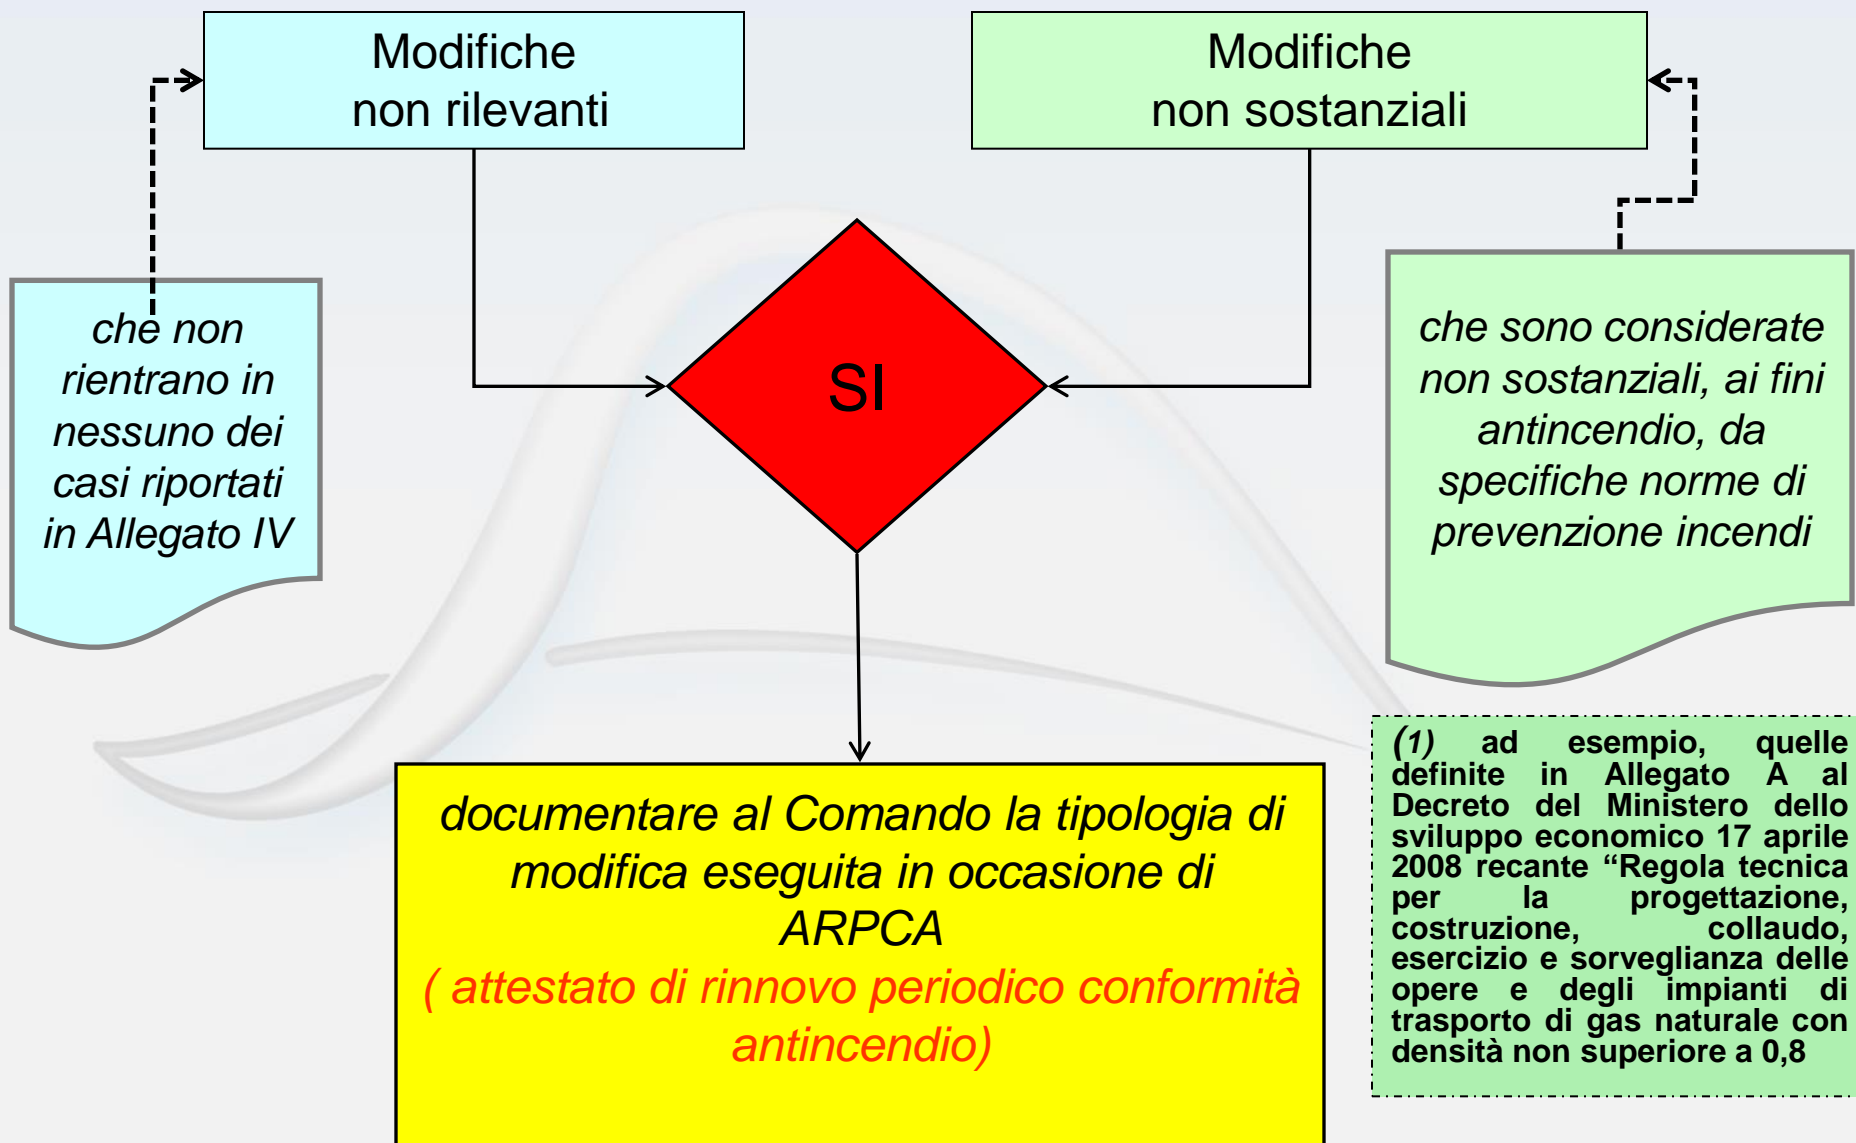 Modifiche
non rilevanti
Modifiche
non sostanziali
che non
rientrano in
nessuno dei
casi riportati
in Allegato IV
SI
che sono considerate
non sostanziali, ai fini
antincendio, da
specifiche norme di
prevenzione incendi
documentare al Comando la tipologia di
modifica eseguita in occasione di
ARPCA
( attestato di rinnovo periodico conformità
antincendio)
(1) ad esempio, quelle
definite in Allegato A al
Decreto del Ministero dello
sviluppo economico 17 aprile
2008 recante “Regola tecnica
per la progettazione,
costruzione, collaudo,
esercizio e sorveglianza delle
opere e degli impianti di
trasporto di gas naturale con
densità non superiore a 0,8